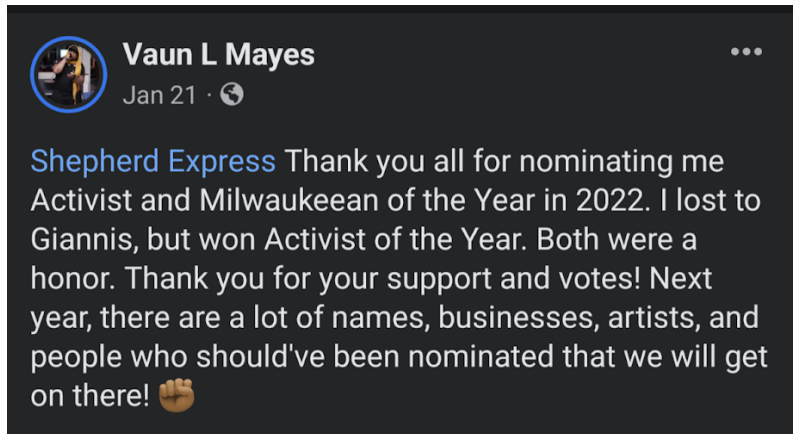 Vaun L Mayes
Jan 21 ·
Shepherd Express Thank you all for nominating me
Activist and Milwaukeean of the Year in 2022. I lost to
Giannis, but won Activist of the Year. Both were a
honor. Thank you for your support and votes! Next
year, there are a lot of names, businesses, artists, and
people who should've been nominated that we will get
on there! ✊🏾